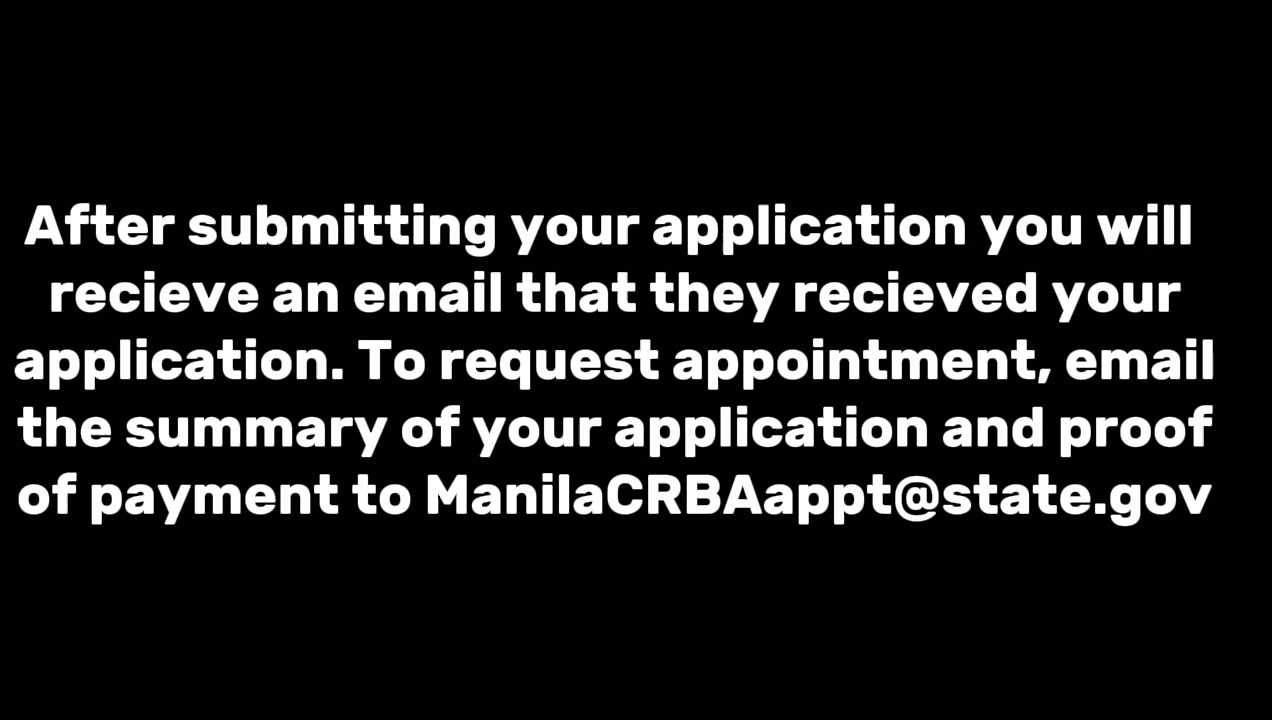 After submitting your application you will
recieve an email that they recieved your
application. To request appointment, email
the summary of your application and proof
of payment to ManilaCRBAappt@state.gov